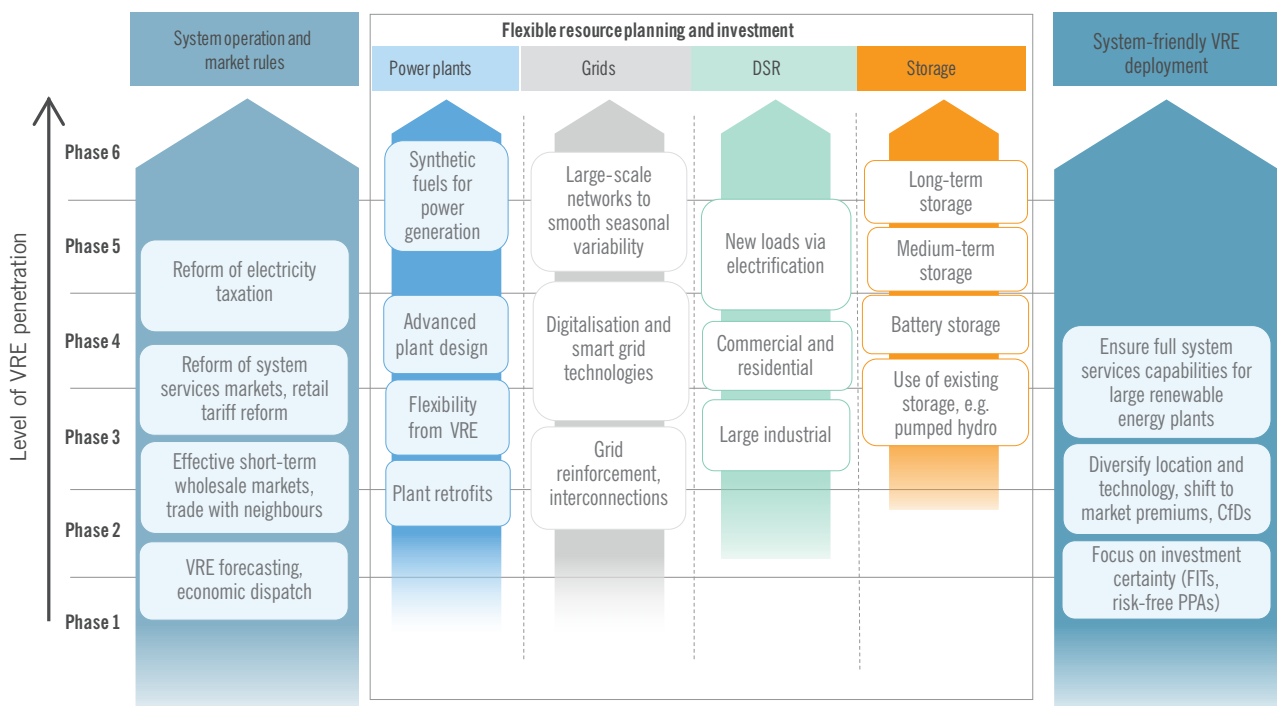 System operation and
market rules
Flexible resource planning and investment
Power plants
Grids
DSR
Storage
System-friendly VRE
deployment
Level of VRE penetration
Phase 6
Phase 5
Phase 4
Phase 3
Phase 2
Phase 1
Reform of electricity
taxation
Reform of system
services markets, retail
tariff reform
Effective short-term
wholesale markets,
trade with neighbours
VRE forecasting,
economic dispatch
Synthetic
fuels for
power
generation
Advanced
plant design
Flexibility
from VRE
Plant retrofits
Large-scale
networks to
smooth seasonal
variability
Digitalisation and
smart grid
technologies
Grid
reinforcement,
interconnections
New loads via
electrification
Commercial and
residential
Large industrial
Long-term
storage
Medium-term
storage
Battery storage
Use of existing
storage, e.g.
pumped hydro
Ensure full system
services capabilities for
large renewable
energy plants
Diversify location and
technology, shift to
market premiums, CfDs
Focus on investment
certainty (FITs,
risk-free PPAs)